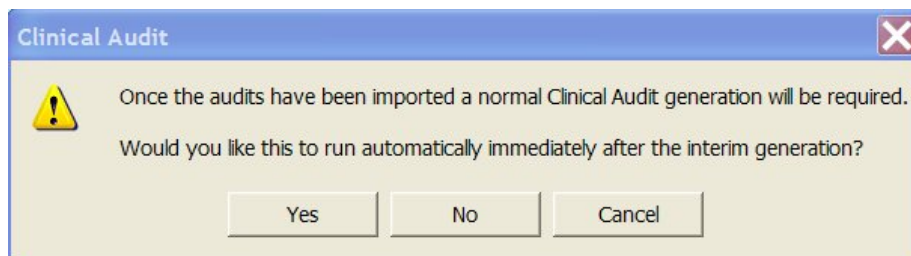 Clinical Audit
Once the audits have been imported a normal Clinical Audit generation will be required.
Would you like this to run automatically immediately after the interim generation?
Yes No Cancel